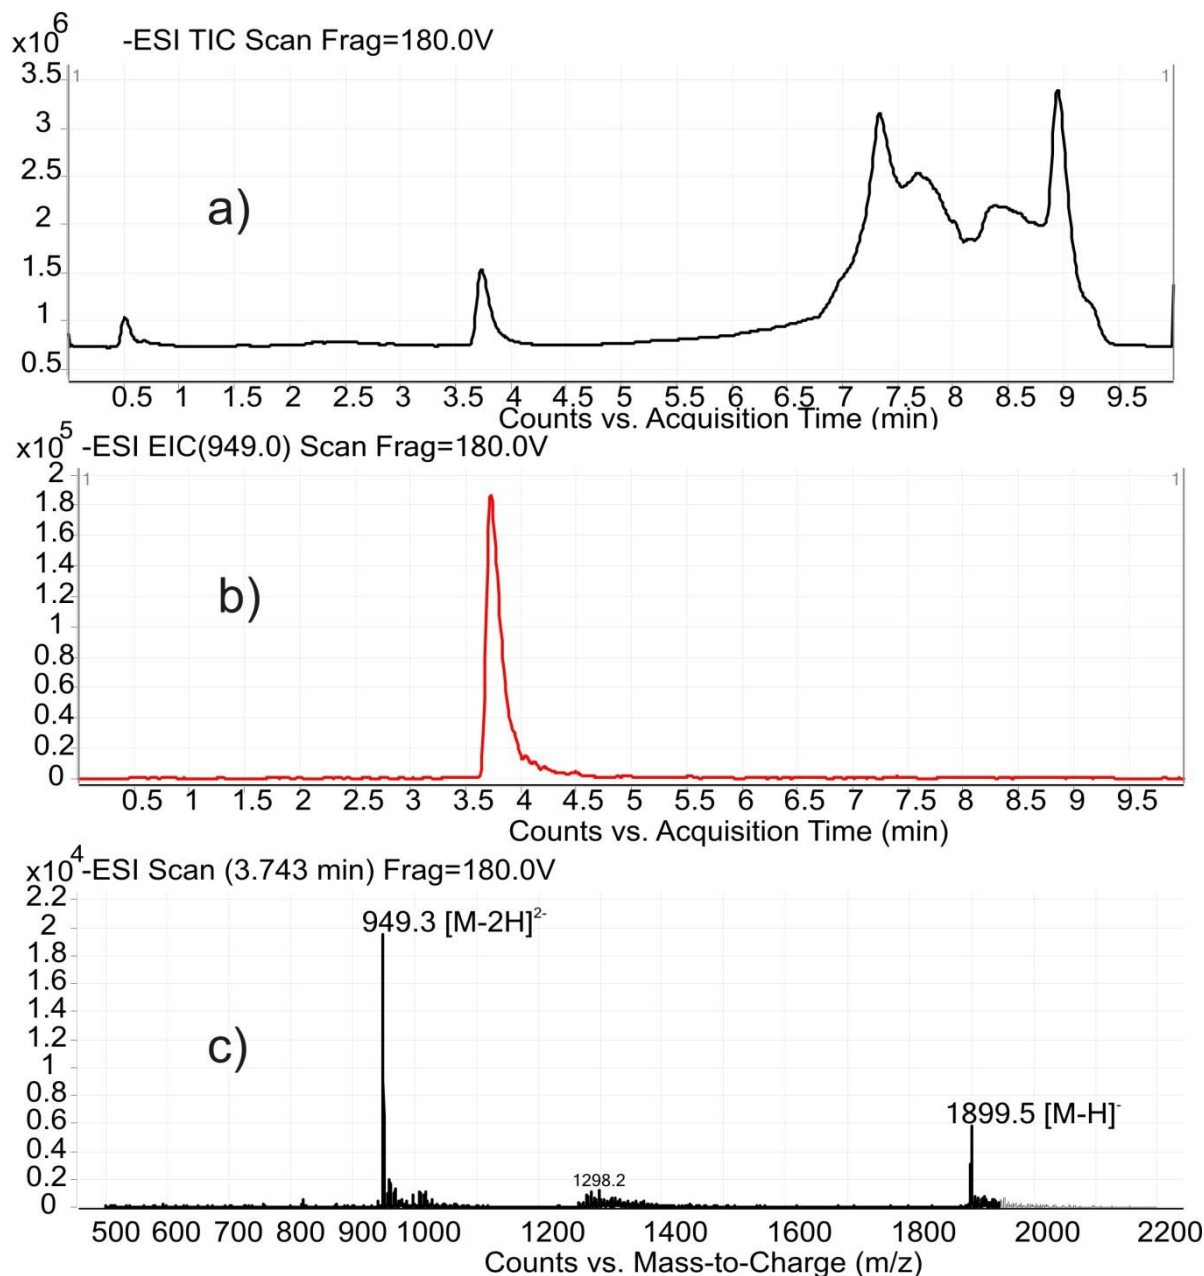 x10⁶ -ESI TIC Scan Frag=180.0V
3.5
1 1
3
2.5
a)
2
1.5
1
0.5
0.5 1 1.5 2 2.5 3 3.5 4 4.5 5 5.5 6 6.5 7 7.5 8 8.5 9 9.5
Counts vs. Acquisition Time (min)
x10⁵ -ESI EIC(949.0) Scan Frag=180.0V
2
1 1
1.8
1.6
1.4
1.2
b)
1
0.8
0.6
0.4
0.2
0
0.5 1 1.5 2 2.5 3 3.5 4 4.5 5 5.5 6 6.5 7 7.5 8 8.5 9 9.5
Counts vs. Acquisition Time (min)
x10⁴ -ESI Scan (3.743 min) Frag=180.0V
2.2
2
949.3 [M-2H]²⁻
1.8
1.6
1.4
1.2
c)
1
0.8
0.6
1899.5 [M-H]⁻
0.4
0.2
1298.2
0
500 600 700 800 900 1000 1200 1400 1600 1800 2000 2200
Counts vs. Mass-to-Charge (m/z)